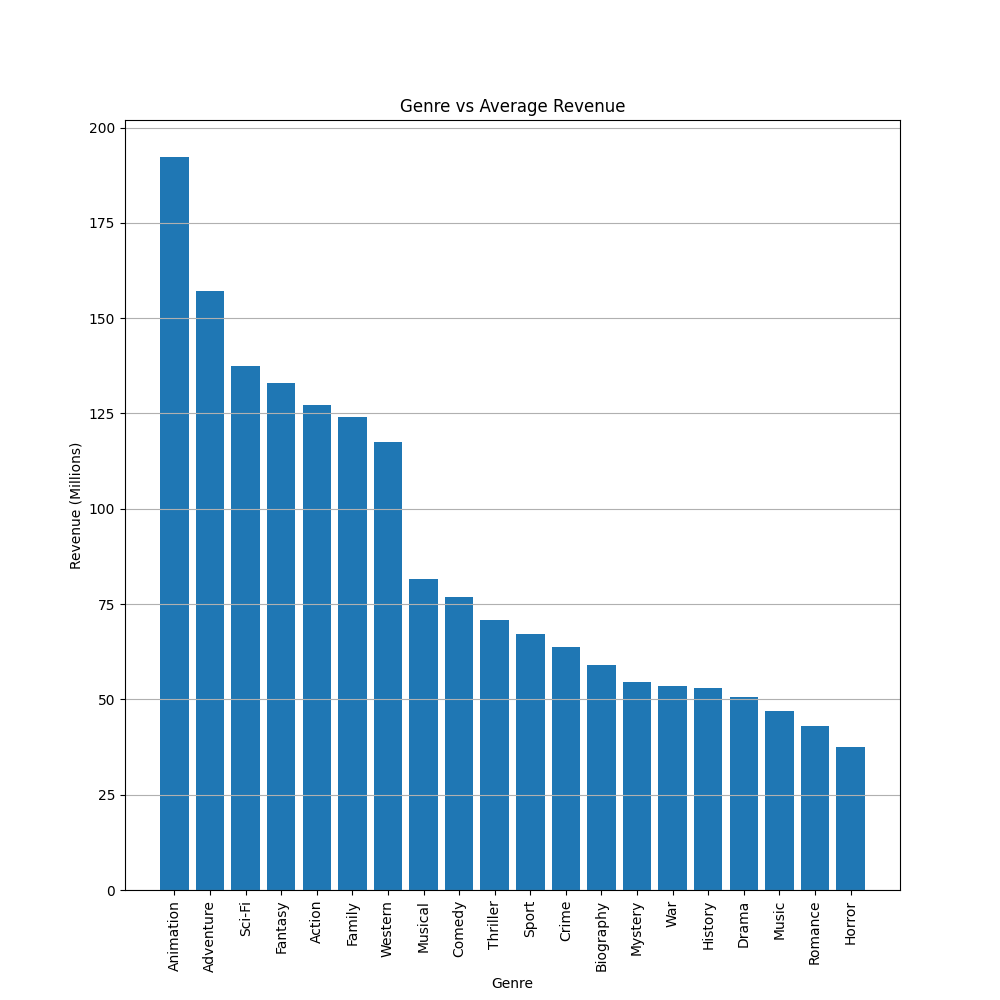 Genre vs Average Revenue
200
175
150
125
100
75
50
25
0
Revenue (Millions)
Animation
Adventure
Sci-Fi
Fantasy
Action
Family
Western
Musical
Comedy
Thriller
Sport
Crime
Biography
Mystery
War
History
Drama
Music
Romance
Horror
Genre